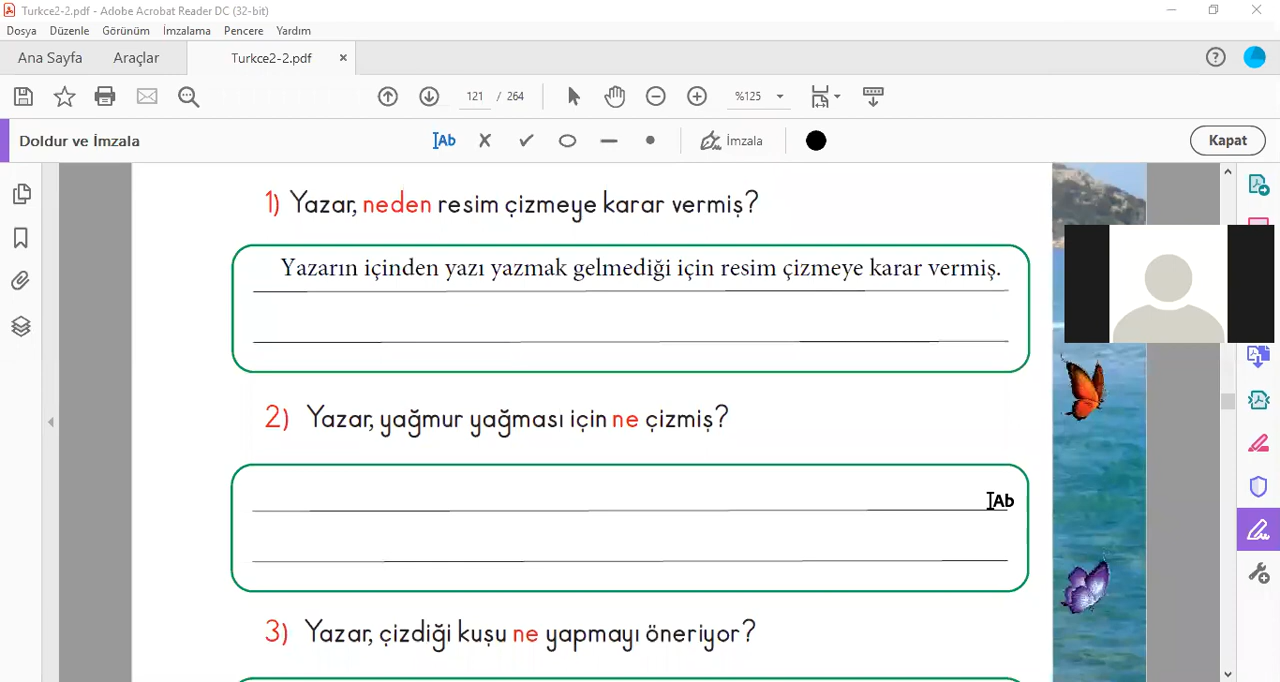 Turkce2-2.pdf - Adobe Acrobat Reader DC (32-bit)
Dosya Düzenle Görünüm İmzalama Pencere Yardım
Ana Sayfa Araçlar Turkce2-2.pdf ×
121 / 264 %125
Doldur ve İmzala Ab İmzala Kapat
1) Yazar, neden resim çizmeye karar vermiş?
Yazarın içinden yazı yazmak gelmediği için resim çizmeye karar vermiş.
2) Yazar, yağmur yağması için ne çizmiş?
Ab
3) Yazar, çizdiği kuşu ne yapmayı öneriyor?